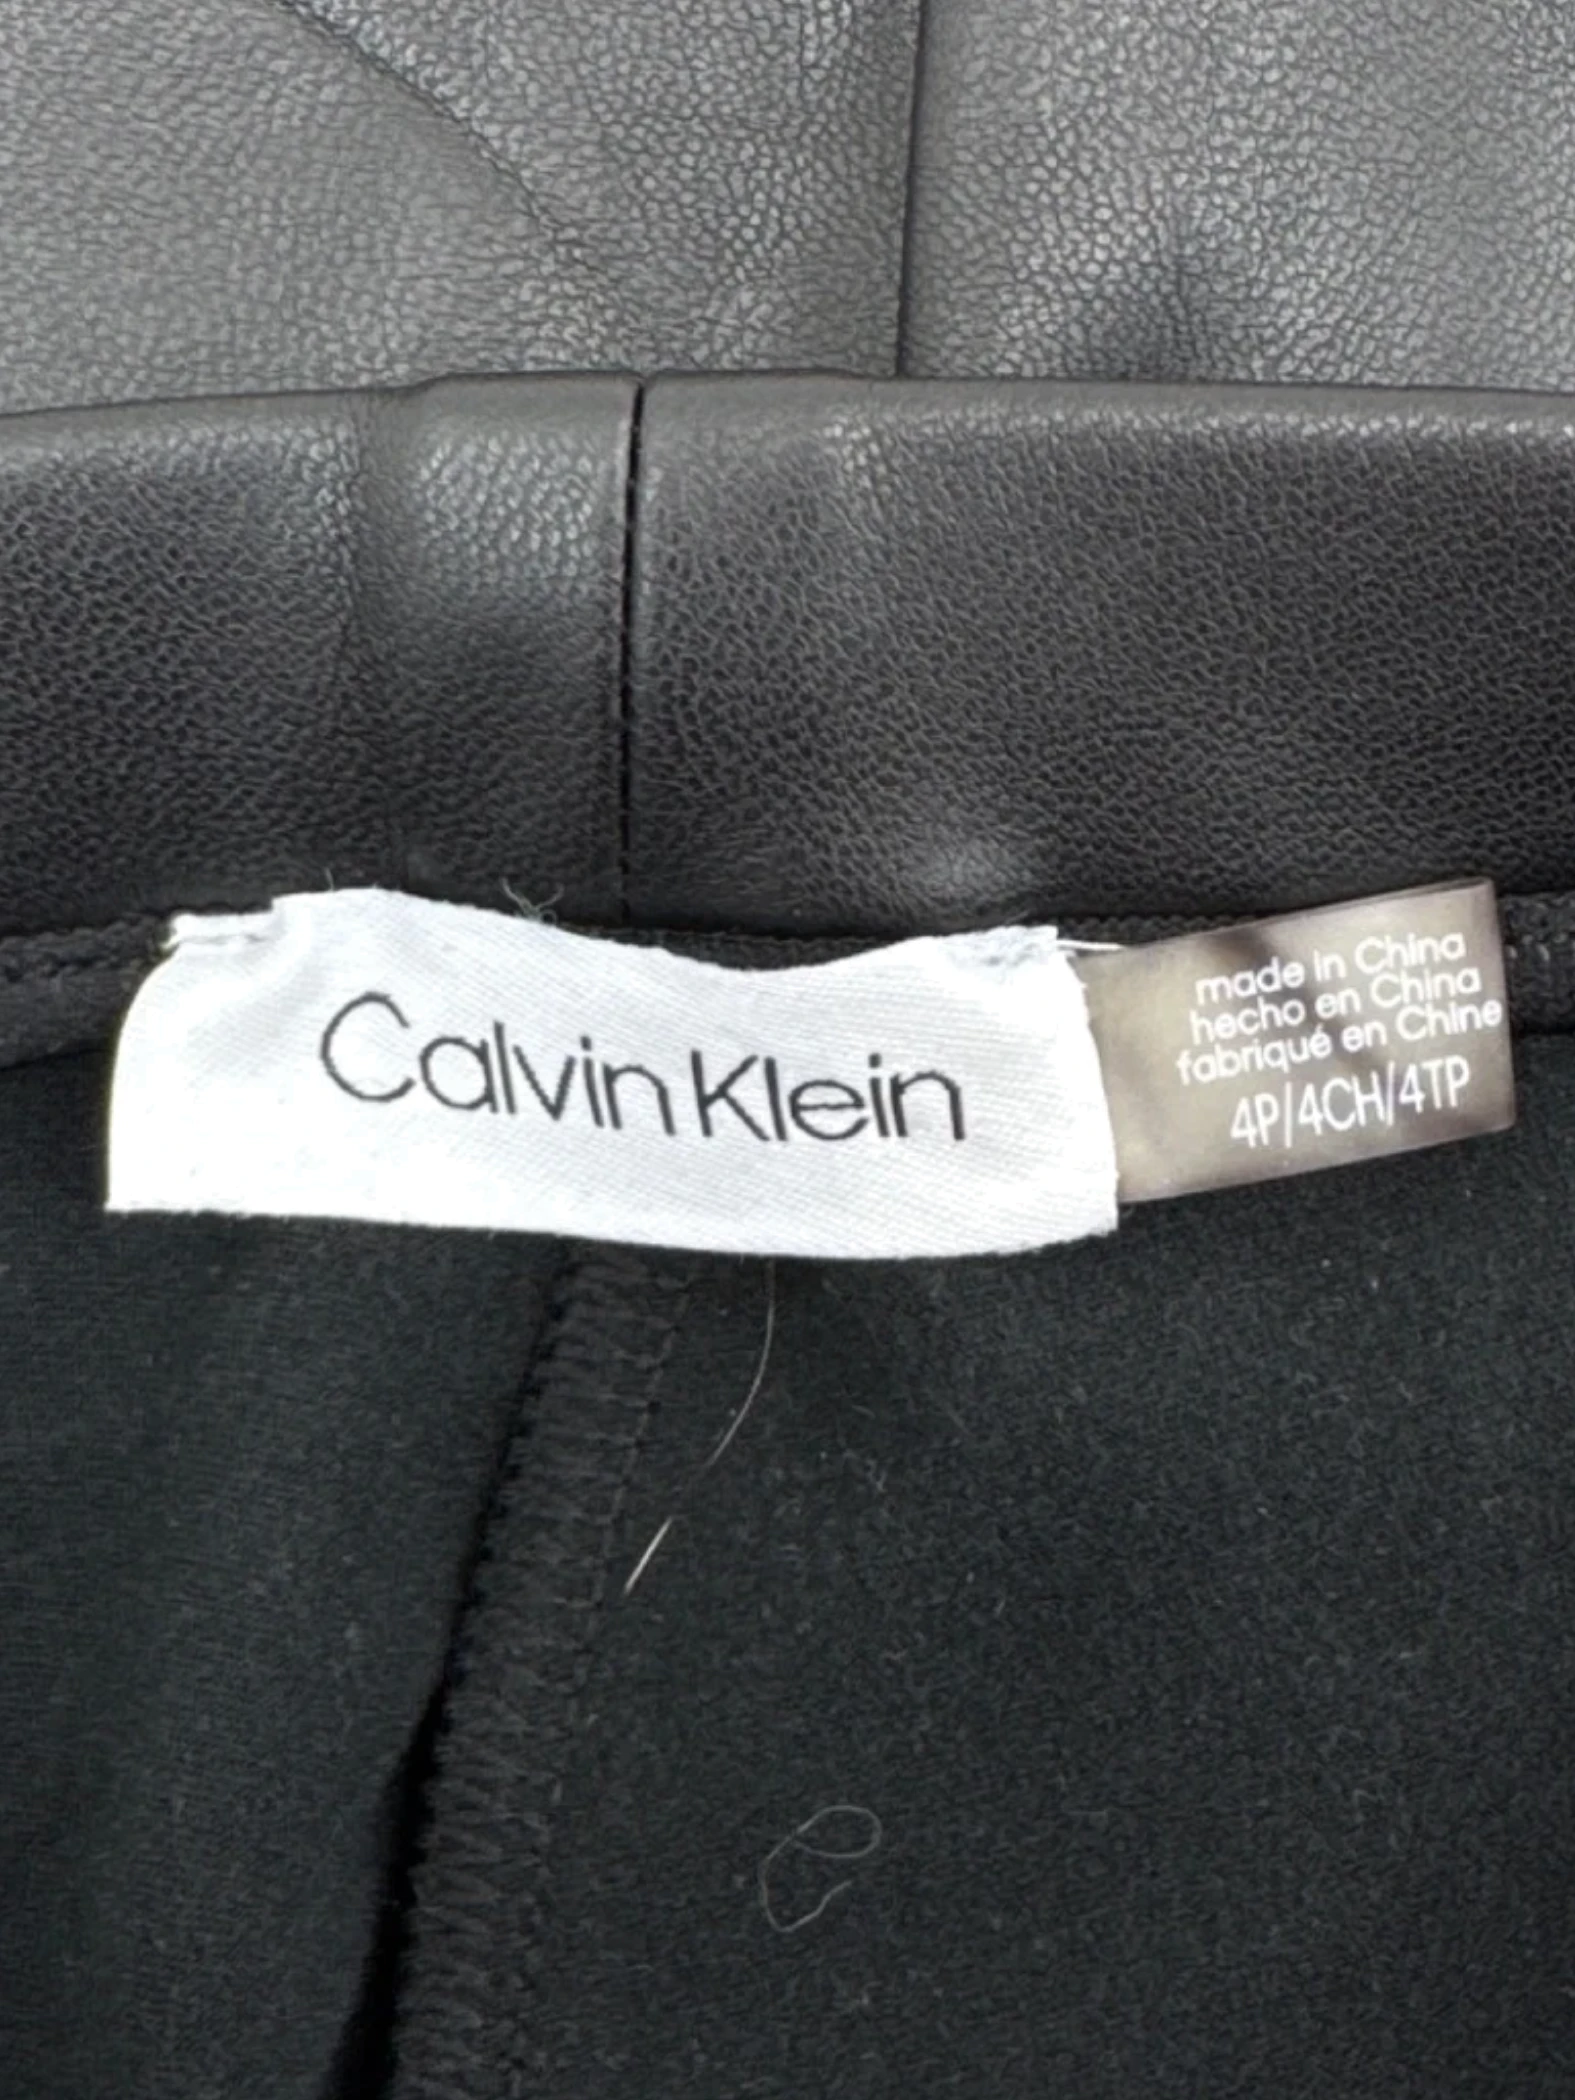 Calvin Klein
made in China
hecho en China
fabriqué en Chine
4P/4CH/4TP